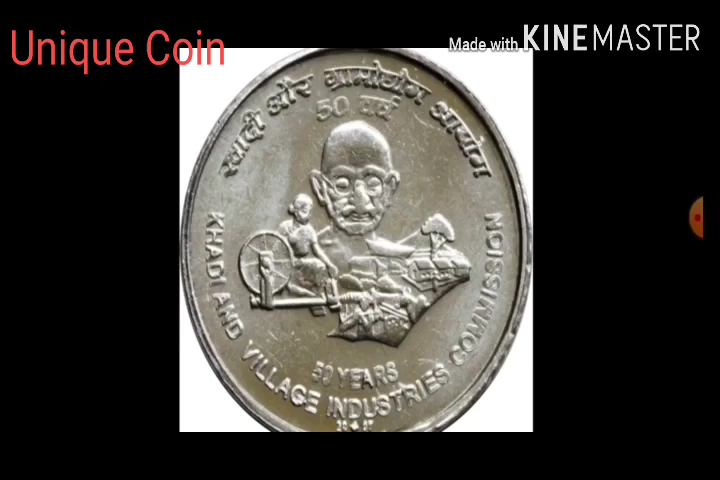 Unique Coin
Made with KINEMASTER
खादी और ग्रामोद्योग आयोग
50 वर्ष
50 YEARS
KHADI AND VILLAGE INDUSTRIES COMMISSION